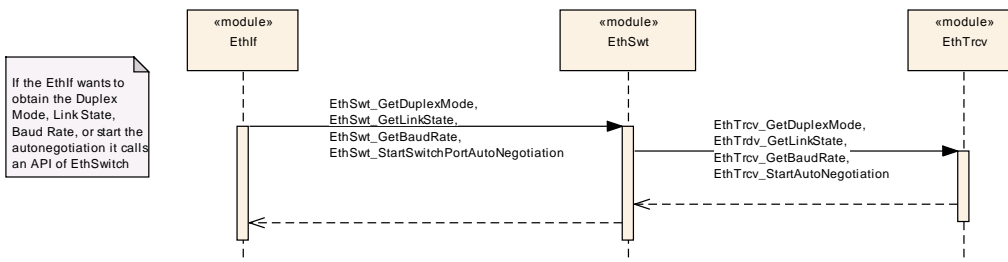 «module»
EthIf
«module»
EthSwt
«module»
EthTrcv
If the EthIf wants to
obtain the Duplex
Mode, Link State,
Baud Rate, or start the
autonegotiation it calls
an API of EthSwitch
EthSwt_GetDuplexMode,
EthSwt_GetLinkState,
EthSwt_GetBaudRate,
EthSwt_StartSwitchPortAutoNegotiation
EthTrcv_GetDuplexMode,
EthTrdv_GetLinkState,
EthTrcv_GetBaudRate,
EthTrcv_StartAutoNegotiation